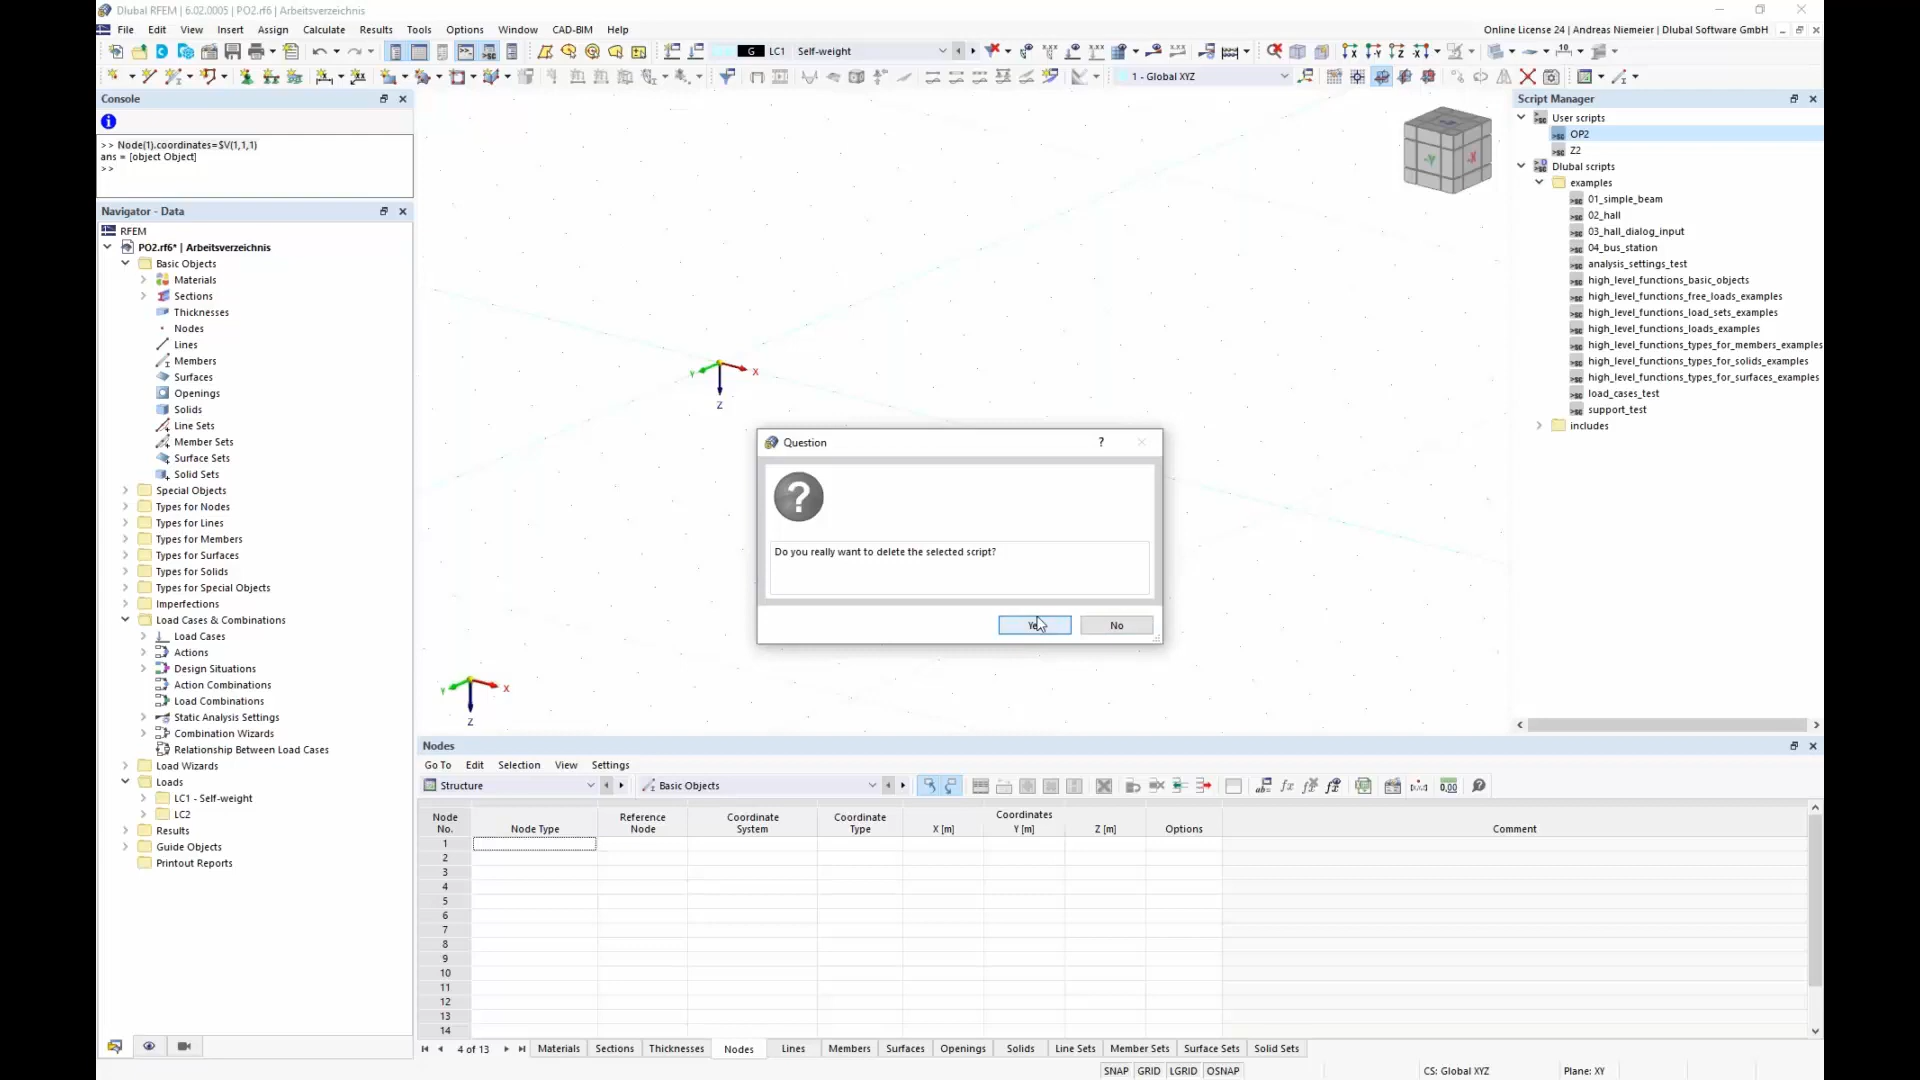 Dlubal RFEM | 6.02.0005 | PO2.rf6 | Arbeitsverzeichnis
File Edit View Insert Assign Calculate Results Tools Options Window CAD-BIM Help
Online License 24 | Andreas Niemeier | Dlubal Software GmbH
G LC1 Self-weight
1 - Global XYZ
Console
>> Node(1).coordinates=$V(1,1,1)
ans = [object Object]
>>
Navigator - Data
RFEM
PO2.rf6* | Arbeitsverzeichnis
Basic Objects
Materials
Sections
Thicknesses
Nodes
Lines
Members
Surfaces
Openings
Solids
Line Sets
Member Sets
Surface Sets
Solid Sets
Special Objects
Types for Nodes
Types for Lines
Types for Members
Types for Surfaces
Types for Solids
Types for Special Objects
Imperfections
Load Cases & Combinations
Load Cases
Actions
Design Situations
Action Combinations
Load Combinations
Static Analysis Settings
Combination Wizards
Relationship Between Load Cases
Load Wizards
Loads
LC1 - Self-weight
LC2
Results
Guide Objects
Printout Reports
-Y -X
Y X
Z
Question
?
Do you really want to delete the selected script?
No
Y X
Z
Script Manager
User scripts
OP2
Z2
Dlubal scripts
examples
01_simple_beam
02_hall
03_hall_dialog_input
04_bus_station
analysis_settings_test
high_level_functions_basic_objects
high_level_functions_free_loads_examples
high_level_functions_load_sets_examples
high_level_functions_loads_examples
high_level_functions_types_for_members_examples
high_level_functions_types_for_solids_examples
high_level_functions_types_for_surfaces_examples
load_cases_test
support_test
includes
Nodes
Go To Edit Selection View Settings
Structure Basic Objects
Node Reference Coordinate Coordinate Coordinates
No. Node Type Node System Type X [m] Y [m] Z [m] Options Comment
1
2
3
4
5
6
7
8
9
10
11
12
13
14
4 of 13 Materials Sections Thicknesses Nodes Lines Members Surfaces Openings Solids Line Sets Member Sets Surface Sets Solid Sets
SNAP GRID LGRID OSNAP CS: Global XYZ Plane: XY